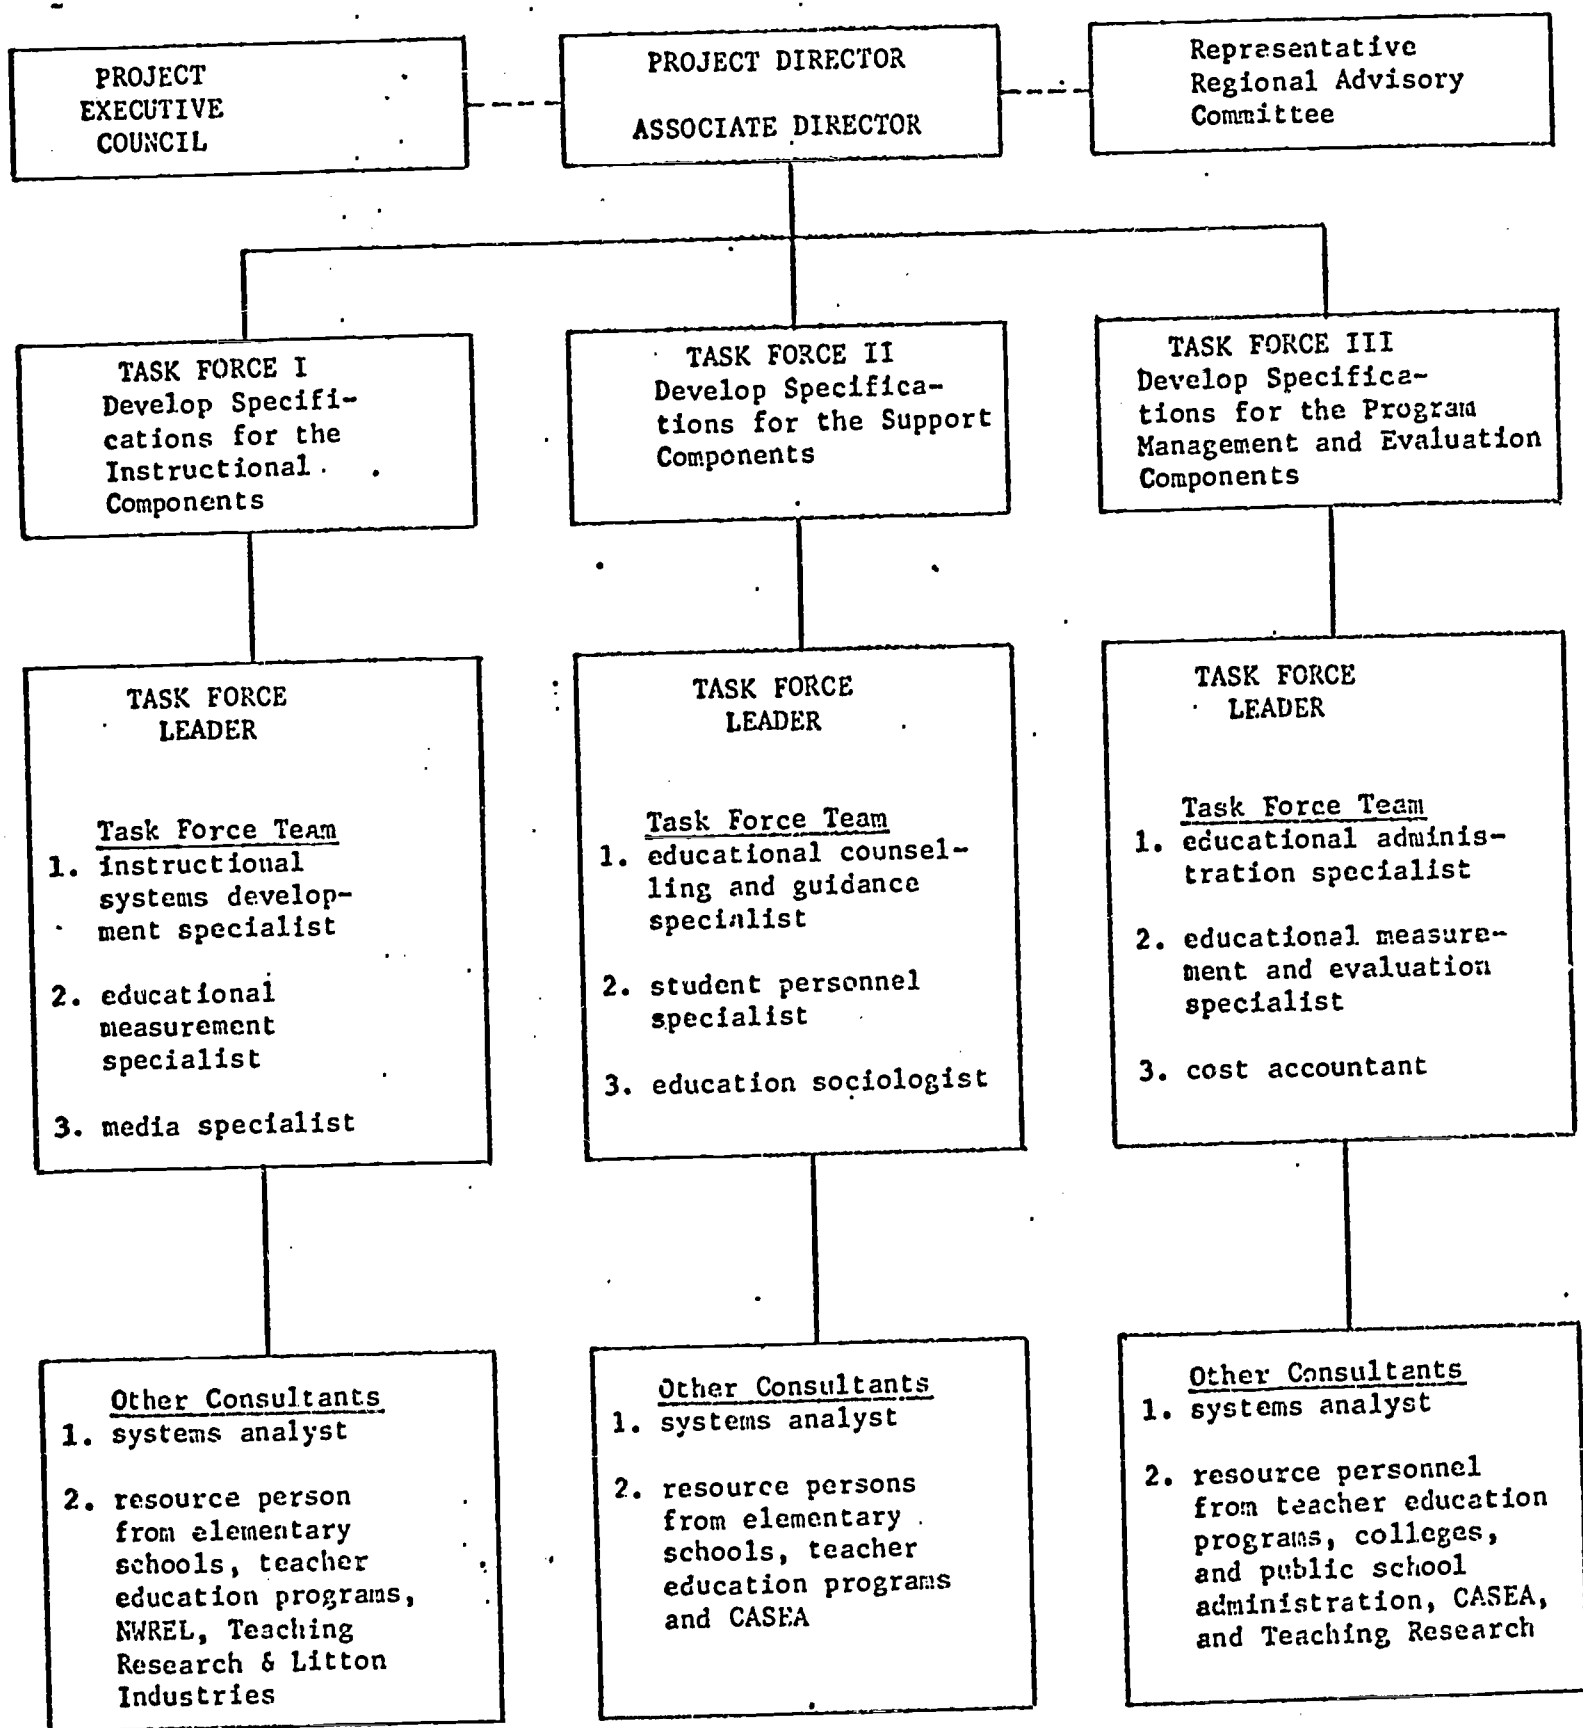 PROJECT
EXECUTIVE
COUNCIL
PROJECT DIRECTOR
ASSOCIATE DIRECTOR
Representative
Regional Advisory
Committee
TASK FORCE I
Develop Specifi-
cations for the
Instructional
Components
TASK FORCE II
Develop Specifica-
tions for the Support
Components
TASK FORCE III
Develop Specifica-
tions for the Program
Management and Evaluation
Components
TASK FORCE
LEADER
Task Force Team
1. instructional
systems develop-
ment specialist
2. educational
measurement
specialist
3. media specialist
TASK FORCE
LEADER
Task Force Team
1. educational counsel-
ling and guidance
specialist
2. student personnel
specialist
3. education sociologist
TASK FORCE
LEADER
Task Force Team
1. educational adminis-
tration specialist
2. educational measure-
ment and evaluation
specialist
3. cost accountant
Other Consultants
1. systems analyst
2. resource person
from elementary
schools, teacher
education programs,
NWREL, Teaching
Research & Litton
Industries
Other Consultants
1. systems analyst
2. resource persons
from elementary
schools, teacher
education programs
and CASEA
Other Consultants
1. systems analyst
2. resource personnel
from teacher education
programs, colleges,
and public school
administration, CASEA,
and Teaching Research